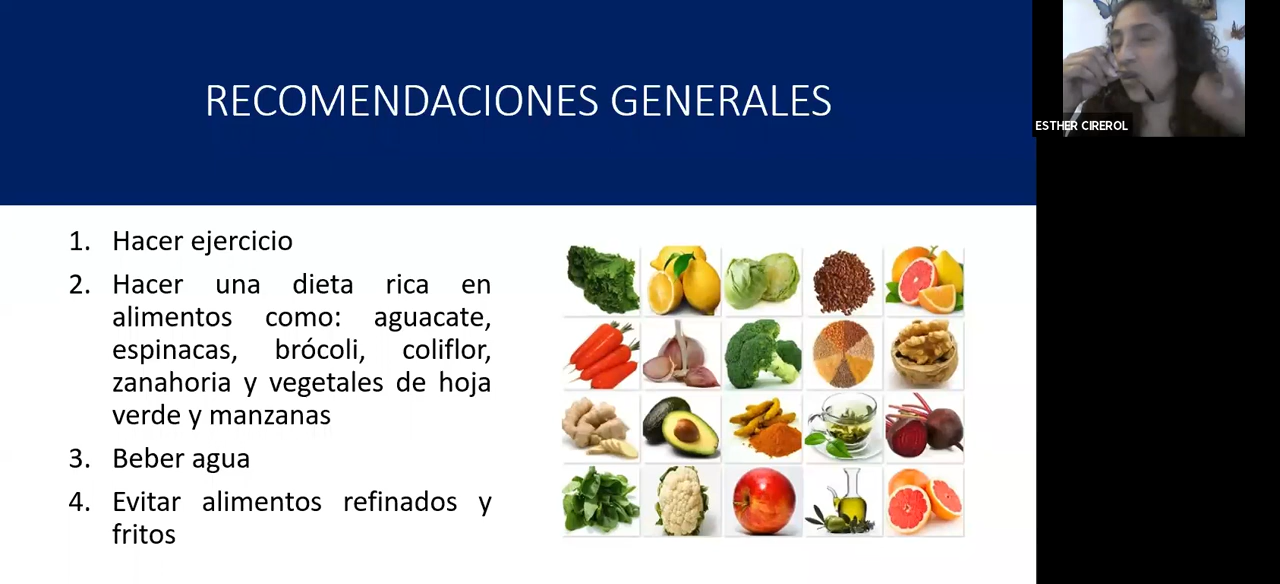 RECOMENDACIONES GENERALES
ESTHER CIREROL
1. Hacer ejercicio
2. Hacer una dieta rica en
alimentos como: aguacate,
espinacas, brócoli, coliflor,
zanahoria y vegetales de hoja
verde y manzanas
3. Beber agua
4. Evitar alimentos refinados y
fritos